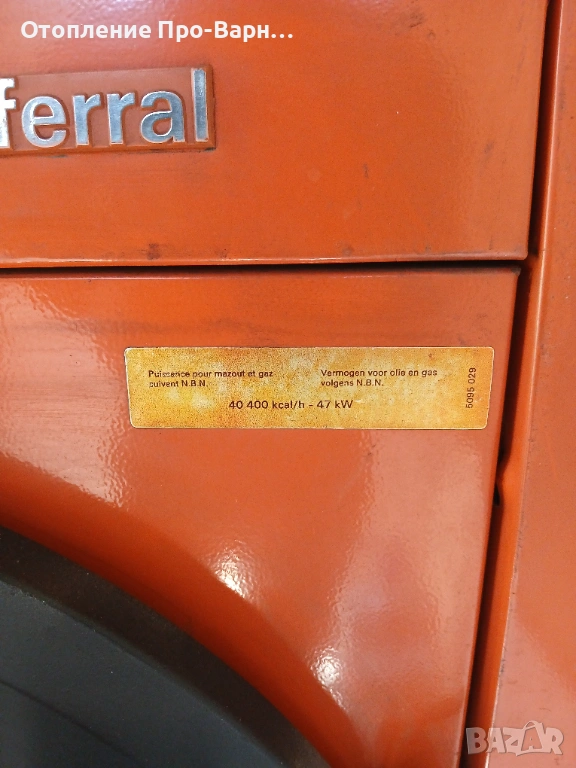 Отопление Про-Варн...
ferral
Puissance pour mazout et gaz
suivant N.B.N.
Vermogen voor olie en gas
volgens N.B.N.
40 400 kcal/h - 47 kW
5095 029
BAZAR